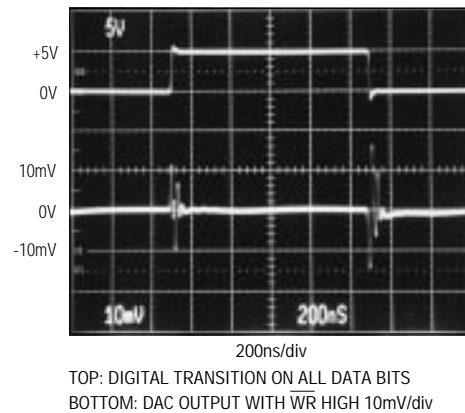 5V
+5V
0V
10mV
0V
-10mV
10mV 200nS
200ns/div
TOP: DIGITAL TRANSITION ON ALL DATA BITS
BOTTOM: DAC OUTPUT WITH WR HIGH 10mV/div